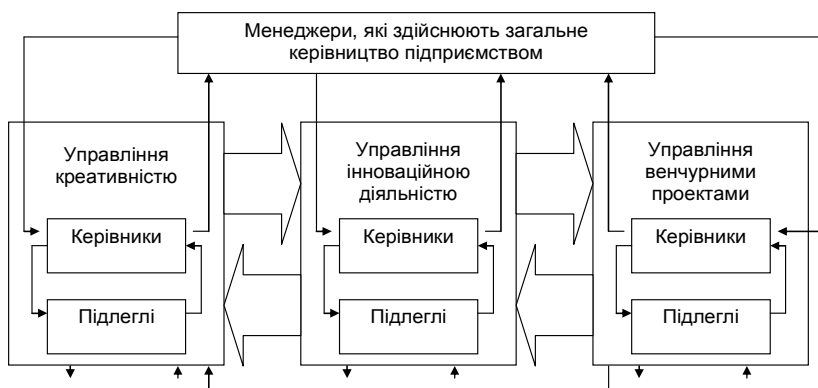 Менеджери, які здійснюють загальне
керівництво підприємством
Управління
креативністю
Керівники
Підлеглі
Управління
інноваційною
діяльністю
Керівники
Підлеглі
Управління
венчурними
проектами
Керівники
Підлеглі